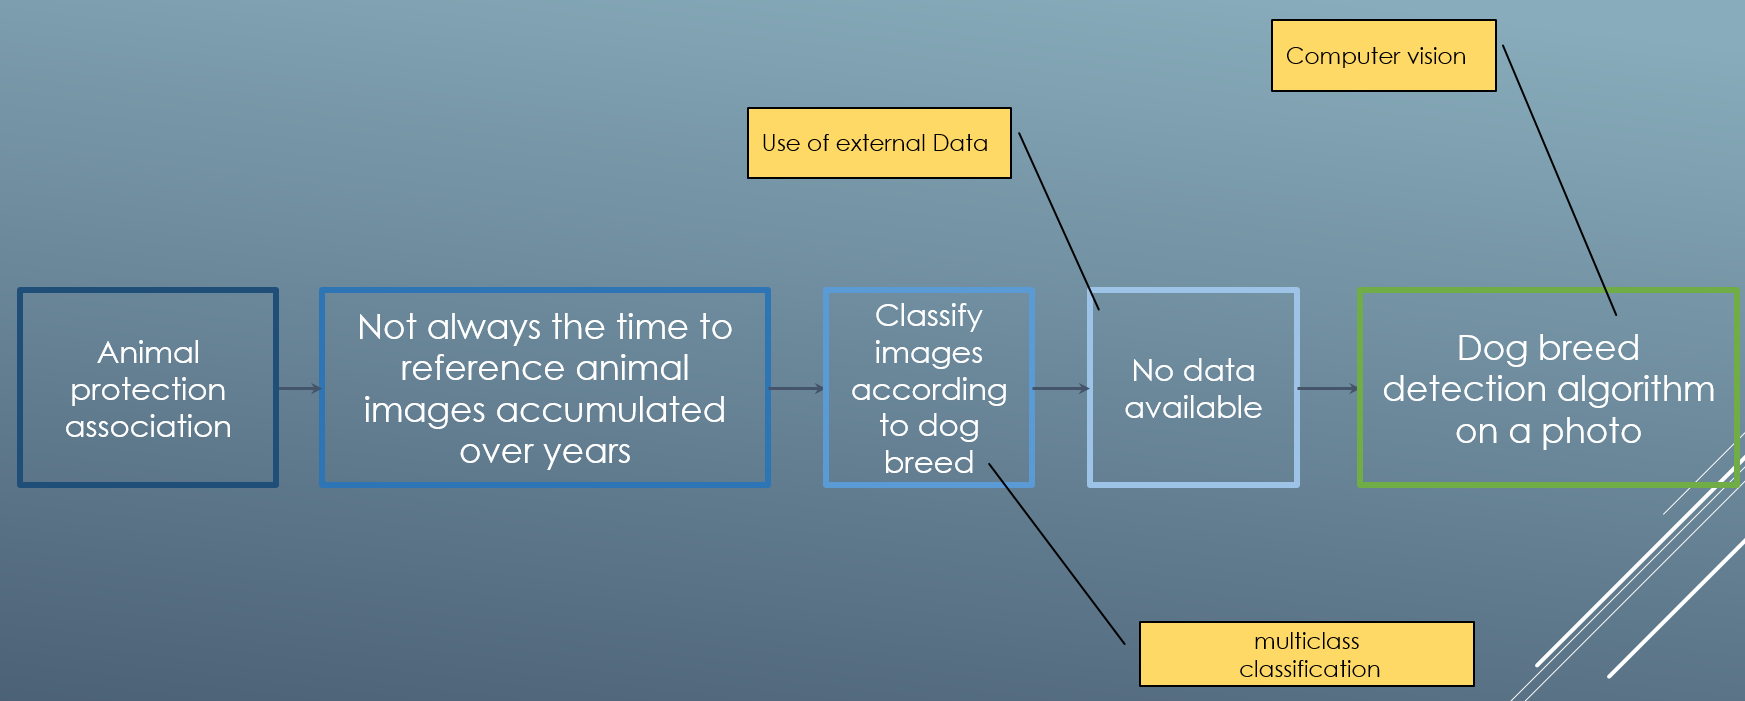 Computer vision
Use of external Data
Animal
protection
association
Not always the time to
reference animal
images accumulated
over years
Classify
images
according
to dog
breed
No data
available
Dog breed
detection algorithm
on a photo
multiclass
classification